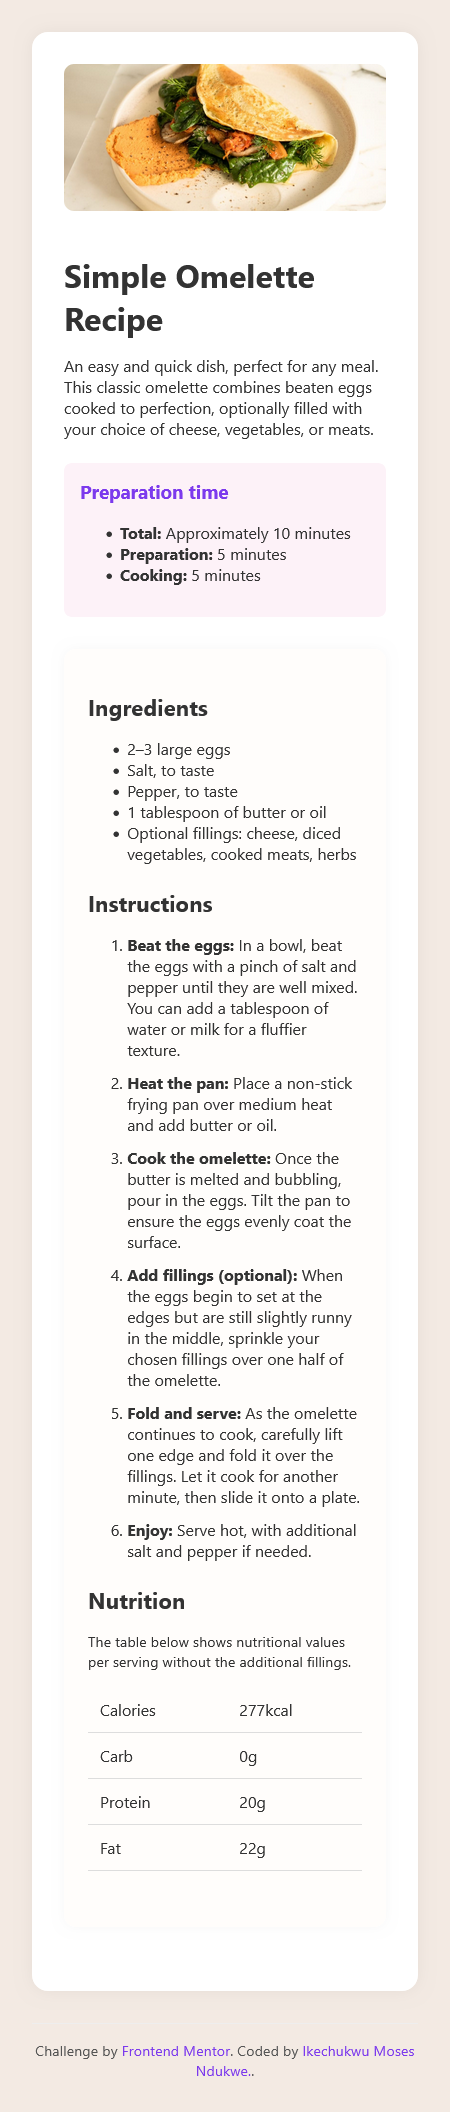 Simple Omelette
Recipe
An easy and quick dish, perfect for any meal.
This classic omelette combines beaten eggs
cooked to perfection, optionally filled with
your choice of cheese, vegetables, or meats.
Preparation time
• Total: Approximately 10 minutes
• Preparation: 5 minutes
• Cooking: 5 minutes
Ingredients
• 2–3 large eggs
• Salt, to taste
• Pepper, to taste
• 1 tablespoon of butter or oil
• Optional fillings: cheese, diced
vegetables, cooked meats, herbs
Instructions
1. Beat the eggs: In a bowl, beat
the eggs with a pinch of salt and
pepper until they are well mixed.
You can add a tablespoon of
water or milk for a fluffier
texture.
2. Heat the pan: Place a non-stick
frying pan over medium heat
and add butter or oil.
3. Cook the omelette: Once the
butter is melted and bubbling,
pour in the eggs. Tilt the pan to
ensure the eggs evenly coat the
surface.
4. Add fillings (optional): When
the eggs begin to set at the
edges but are still slightly runny
in the middle, sprinkle your
chosen fillings over one half of
the omelette.
5. Fold and serve: As the omelette
continues to cook, carefully lift
one edge and fold it over the
fillings. Let it cook for another
minute, then slide it onto a plate.
6. Enjoy: Serve hot, with additional
salt and pepper if needed.
Nutrition
The table below shows nutritional values
per serving without the additional fillings.
Calories 277kcal
Carb 0g
Protein 20g
Fat 22g
Challenge by Frontend Mentor. Coded by Ikechukwu Moses
Ndukwe..